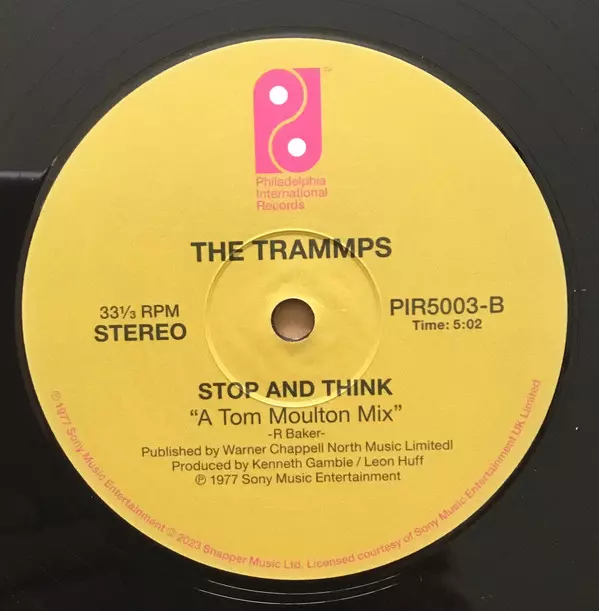 ™
Philadelphia
International
Records
THE TRAMMPS
33⅓ RPM
STEREO
PIR5003-B
Time: 5:02
STOP AND THINK
“A Tom Moulton Mix”
-R Baker-
Published by Warner Chappell North Music Limitedl
Produced by Kenneth Gamble / Leon Huff
℗ 1977 Sony Music Entertainment
℗ 1977 Sony Music Entertainment © 2023 Snapper Music Ltd. Licensed courtesy of Sony Music Entertainment UK Limited